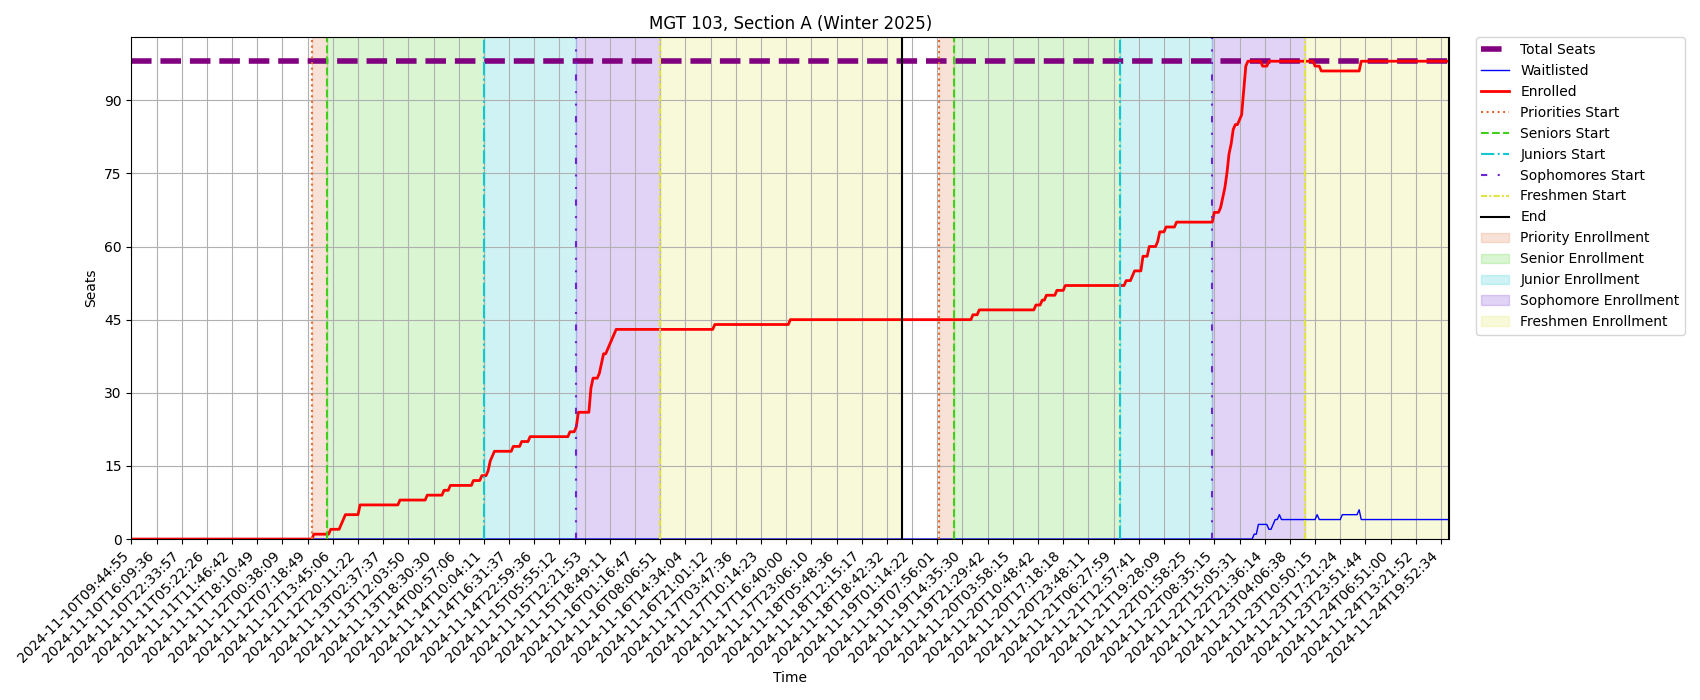 MGT 103, Section A (Winter 2025)
Seats
90
75
60
45
30
15
0
2024-11-10T09:44:55
2024-11-10T16:09:36
2024-11-10T22:33:57
2024-11-11T05:22:26
2024-11-11T11:46:42
2024-11-11T18:10:49
2024-11-12T00:38:09
2024-11-12T07:18:49
2024-11-12T13:45:06
2024-11-12T20:11:22
2024-11-13T02:37:37
2024-11-13T12:03:50
2024-11-13T18:30:30
2024-11-14T00:57:06
2024-11-14T10:04:11
2024-11-14T16:31:37
2024-11-14T22:59:36
2024-11-15T05:55:12
2024-11-15T12:21:53
2024-11-15T18:49:11
2024-11-16T01:16:47
2024-11-16T08:06:51
2024-11-16T14:34:04
2024-11-16T21:01:12
2024-11-17T03:47:36
2024-11-17T10:14:23
2024-11-17T16:40:00
2024-11-17T23:06:10
2024-11-18T05:48:36
2024-11-18T12:15:17
2024-11-18T18:42:32
2024-11-19T01:14:22
2024-11-19T07:56:01
2024-11-19T14:35:30
2024-11-19T21:29:42
2024-11-20T03:58:15
2024-11-20T10:48:42
2024-11-20T17:18:18
2024-11-20T23:48:11
2024-11-21T06:27:59
2024-11-21T12:57:41
2024-11-21T19:28:09
2024-11-22T01:58:25
2024-11-22T08:35:15
2024-11-22T15:05:31
2024-11-22T21:36:14
2024-11-23T04:06:38
2024-11-23T10:50:15
2024-11-23T17:21:24
2024-11-23T23:51:44
2024-11-24T06:51:00
2024-11-24T13:21:52
2024-11-24T19:52:34
Time
Total Seats
Waitlisted
Enrolled
Priorities Start
Seniors Start
Juniors Start
Sophomores Start
Freshmen Start
End
Priority Enrollment
Senior Enrollment
Junior Enrollment
Sophomore Enrollment
Freshmen Enrollment